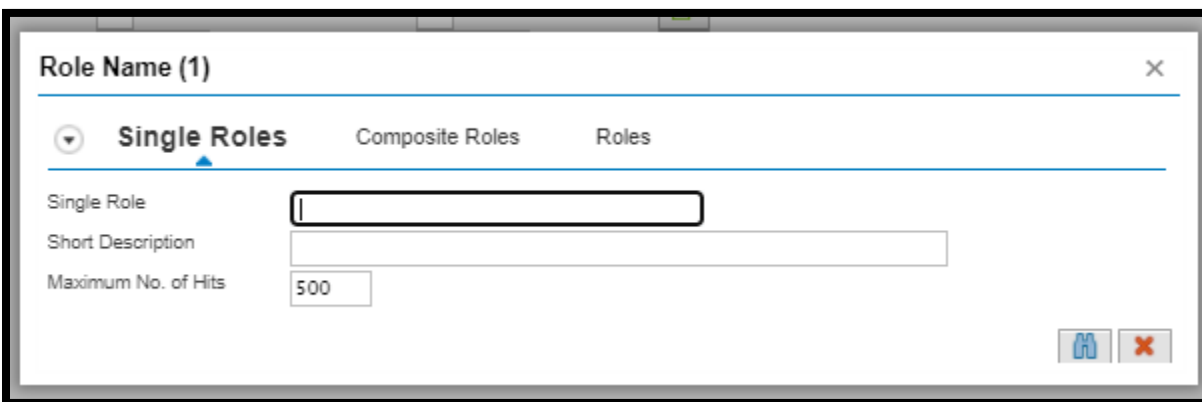 Role Name (1)
Single Roles Composite Roles Roles
Single Role
Short Description
Maximum No. of Hits 500